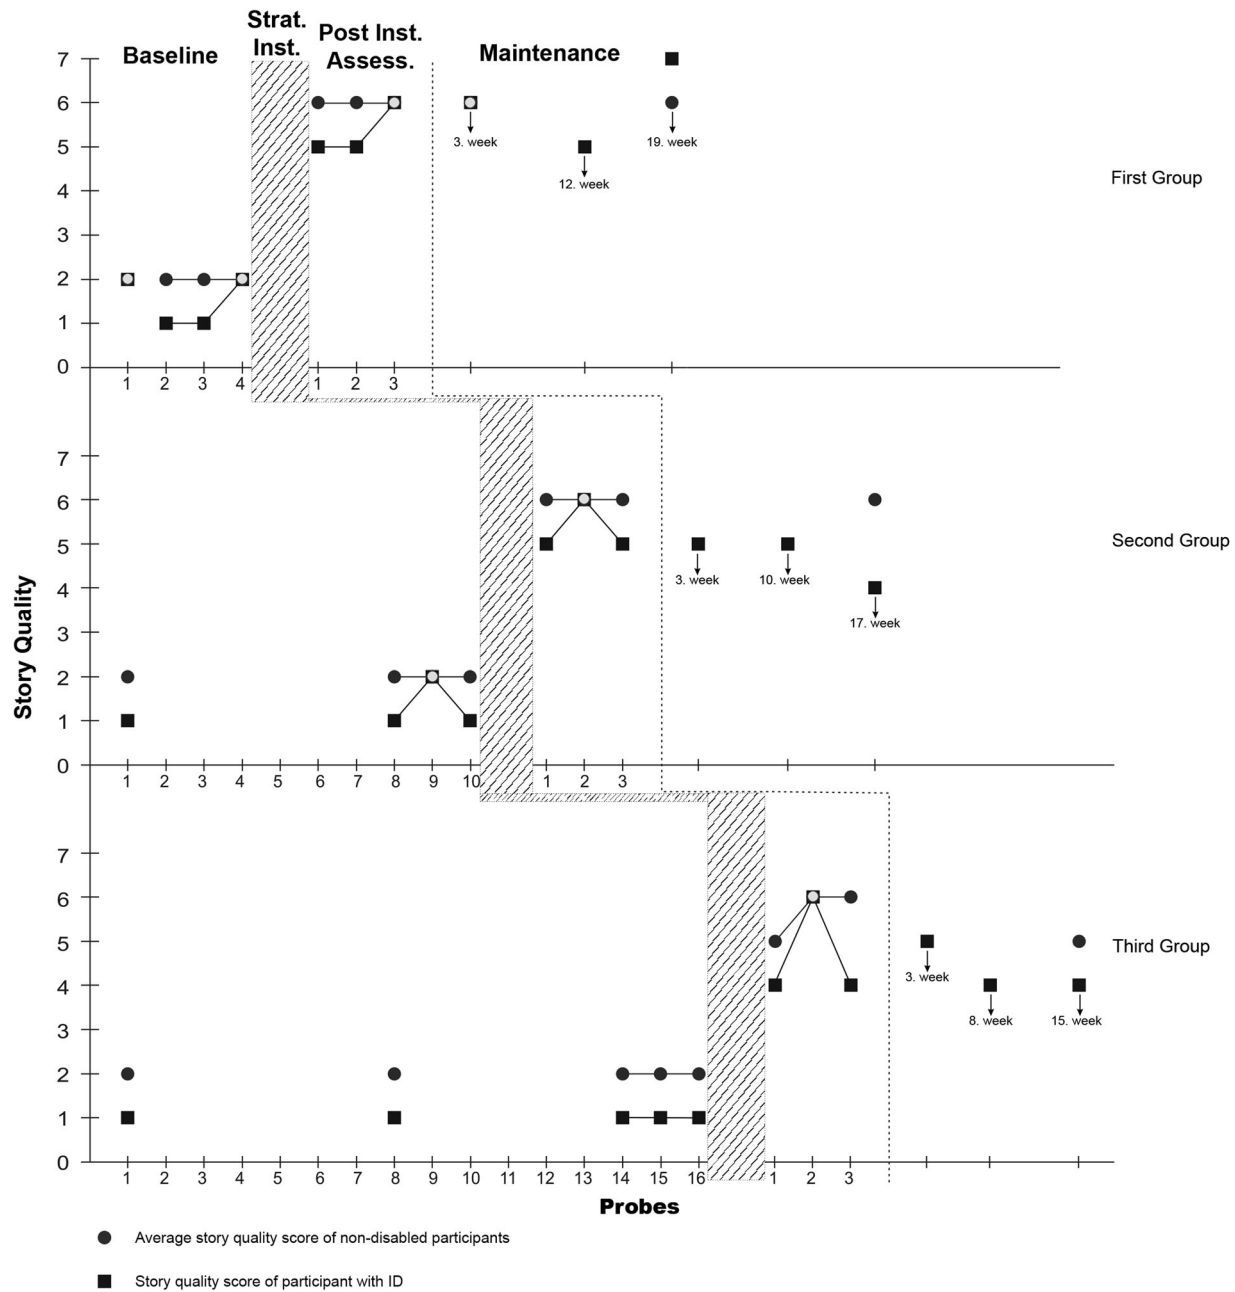 Baseline
Strat.
Inst.
Post Inst.
Assess.
Maintenance
7
6
5
4
3
2
1
0
3. week
12. week
19. week
First Group
1 2 3 4 1 2 3
7
6
5
4
3
2
1
0
3. week
10. week
17. week
Second Group
1 2 3 4 5 6 7 8 9 10 1 2 3
Story Quality
7
6
5
4
3
2
1
0
3. week
8. week
15. week
Third Group
1 2 3 4 5 6 7 8 9 10 11 12 13 14 15 16 1 2 3
Probes
Average story quality score of non-disabled participants
Story quality score of participant with ID